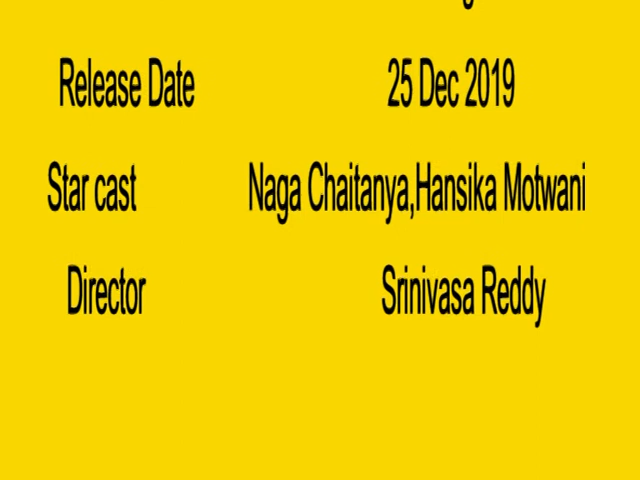 Release Date 25 Dec 2019
Star cast Naga Chaitanya,Hansika Motwani
Director Srinivasa Reddy